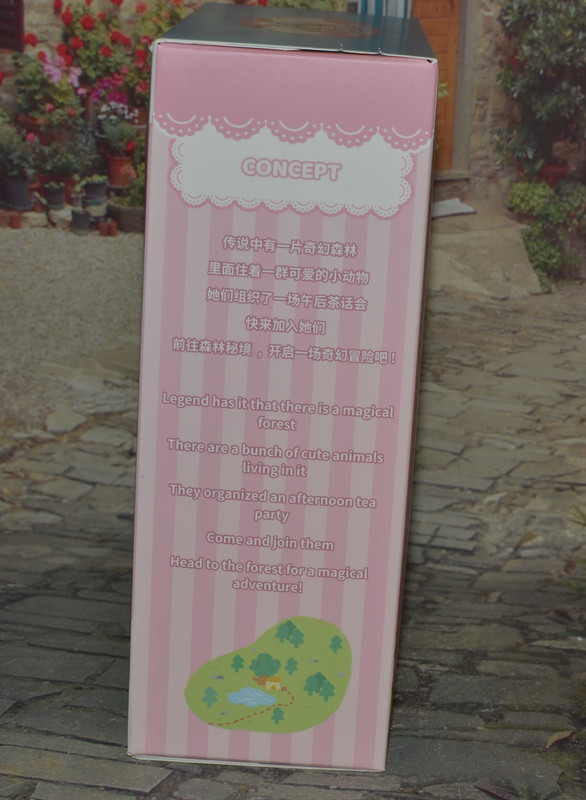 CONCEPT
传说中有一片奇幻森林
里面住着一群可爱的小动物
她们组织了一场午后茶话会
快来加入她们
前往森林秘境，开启一场奇幻冒险吧！
Legend has it that there is a magical
forest
There are a bunch of cute animals
living in it
They organized an afternoon tea
party
Come and join them
Head to the forest for a magical
adventure!